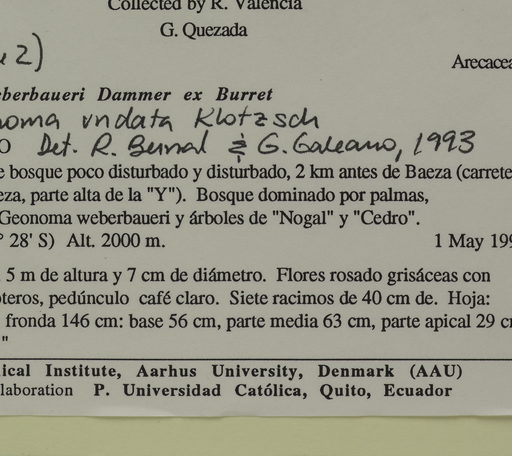 Collected by R. Valencia
G. Quezada
2)
Arecacea
eberbaueri Dammer ex Burret
noma undata Klotzsch
O Det. R. Bernal & G. Galeano, 1993
e bosque poco disturbado y disturbado, 2 km antes de Baeza (carrete
eza, parte alta de la "Y"). Bosque dominado por palmas,
Geonoma weberbaueri y árboles de "Nogal" y "Cedro".
° 28' S) Alt. 2000 m. 1 May 199
5 m de altura y 7 cm de diámetro. Flores rosado grisáceas con
teros, pedúnculo café claro. Siete racimos de 40 cm de. Hoja:
fronda 146 cm: base 56 cm, parte media 63 cm, parte apical 29 c
"
ical Institute, Aarhus University, Denmark (AAU)
llaboration P. Universidad Católica, Quito, Ecuador